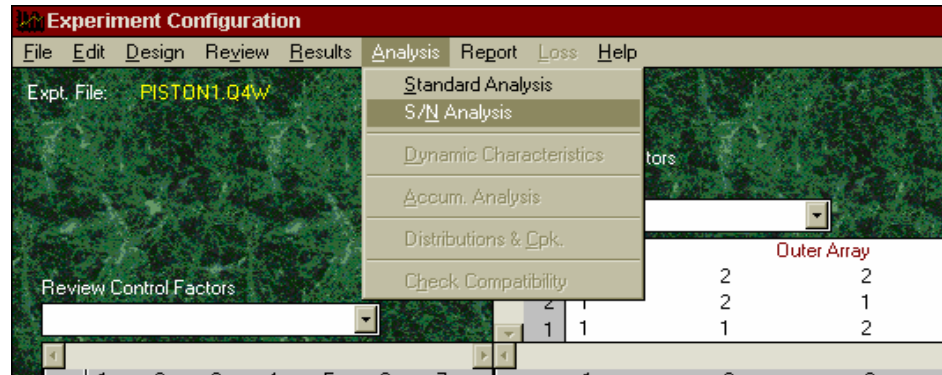 Experiment Configuration
File Edit Design Review Results Analysis Report Loss Help
Expt. File: PISTON1.Q4W
Standard Analysis
S/N Analysis
Dynamic Characteristics
Accum. Analysis
Distributions & Cpk.
Check Compatibility
tors
Outer Array
Review Control Factors
2 2
2 1 2 1
1 1 1 2